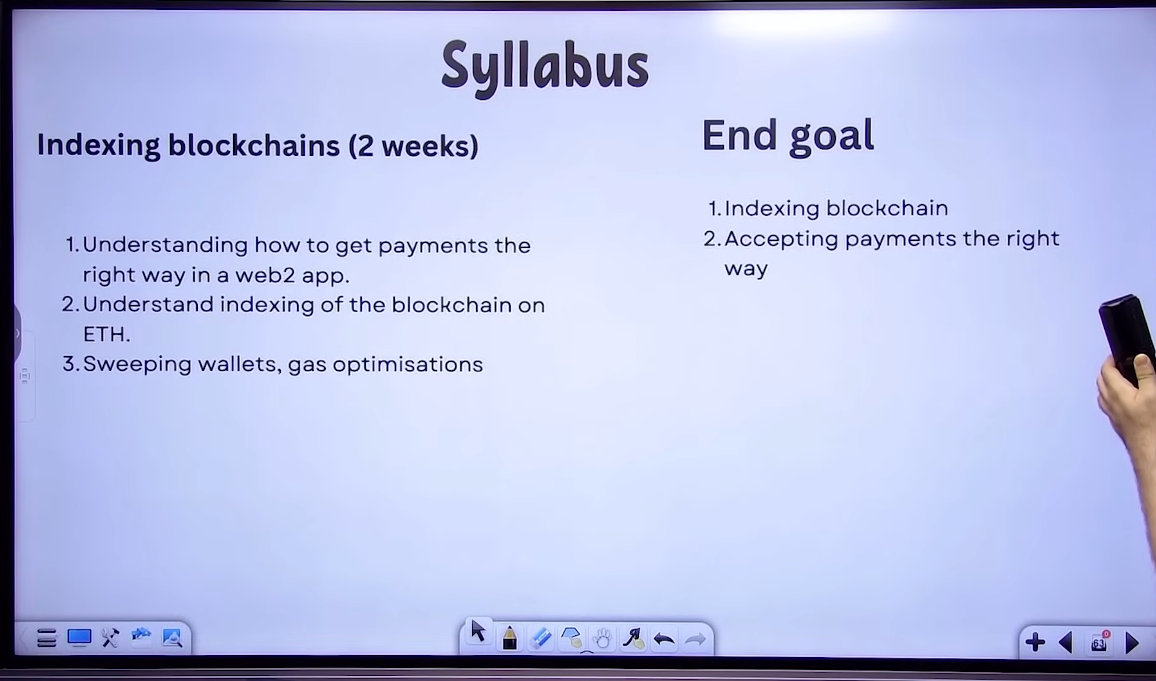 Syllabus
Indexing blockchains (2 weeks)
1. Understanding how to get payments the
right way in a web2 app.
2. Understand indexing of the blockchain on
ETH.
3. Sweeping wallets, gas optimisations
End goal
1. Indexing blockchain
2. Accepting payments the right
way
63